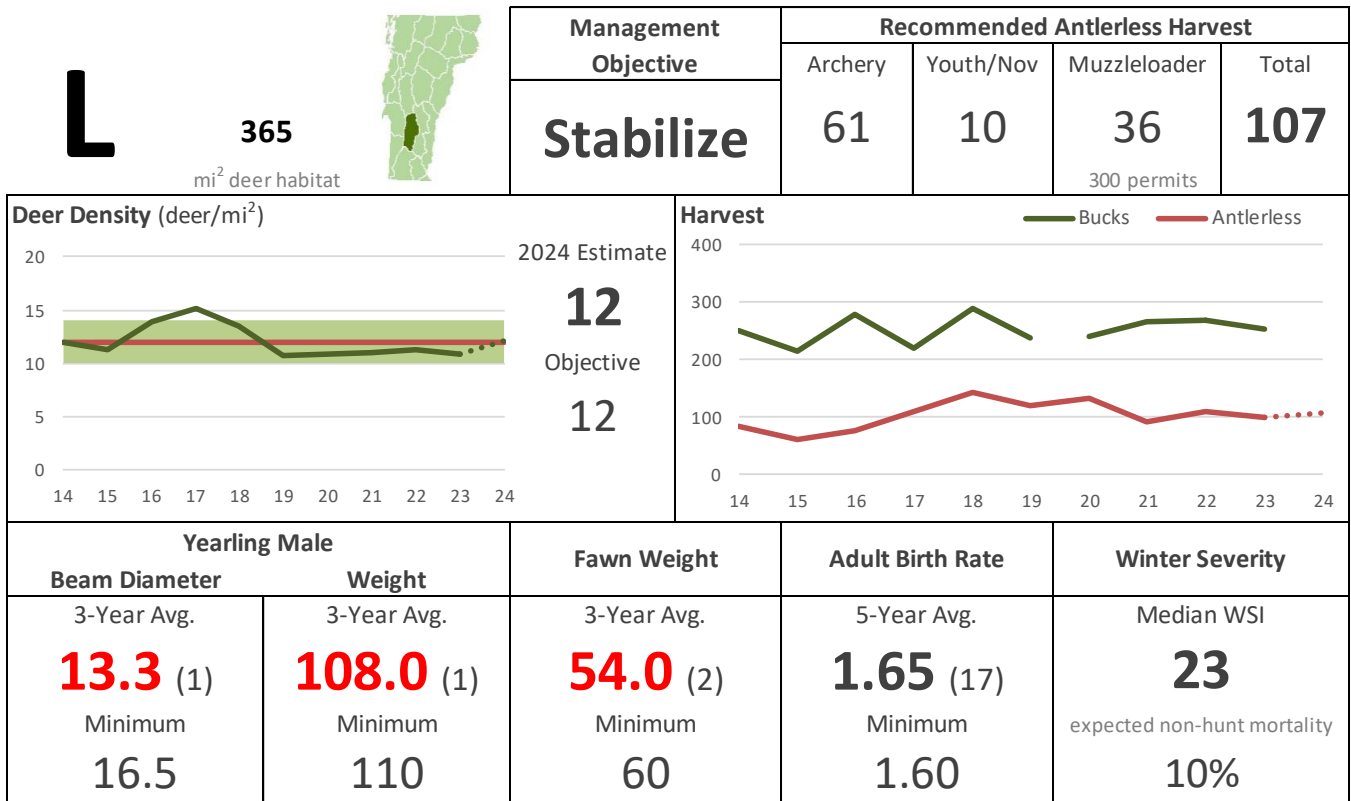 L
365
mi² deer habitat
Management
Objective
Stabilize
Recommended Antlerless Harvest
Archery Youth/Nov Muzzleloader Total
61 10 36 107
300 permits
Deer Density (deer/mi²)
20
15
10
5
0
14 15 16 17 18 19 20 21 22 23 24
2024 Estimate
12
Objective
12
Harvest
Bucks Antlerless
400
300
200
100
0
14 15 16 17 18 19 20 21 22 23 24
Yearling Male
Beam Diameter Weight
Fawn Weight
Adult Birth Rate
Winter Severity
3-Year Avg.
13.3 (1)
Minimum
16.5
3-Year Avg.
108.0 (1)
Minimum
110
3-Year Avg.
54.0 (2)
Minimum
60
5-Year Avg.
1.65 (17)
Minimum
1.60
Median WSI
23
expected non-hunt mortality
10%